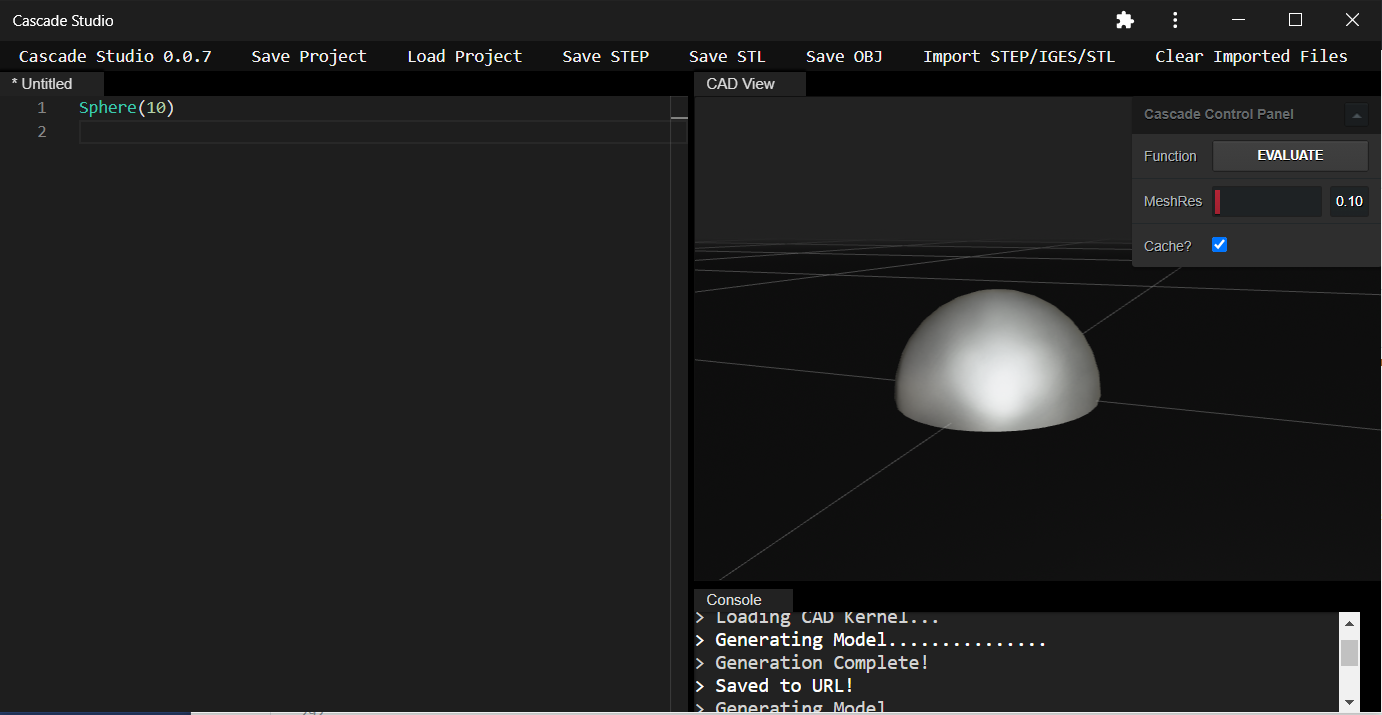 Cascade Studio
Cascade Studio 0.0.7 Save Project Load Project Save STEP Save STL Save OBJ Import STEP/IGES/STL Clear Imported Files
* Untitled
1 Sphere(10)
2
CAD View
Cascade Control Panel
Function EVALUATE
MeshRes 0.10
Cache?
Console
> Loading CAD Kernel...
> Generating Model...............
> Generation Complete!
> Saved to URL!
> Generating Model